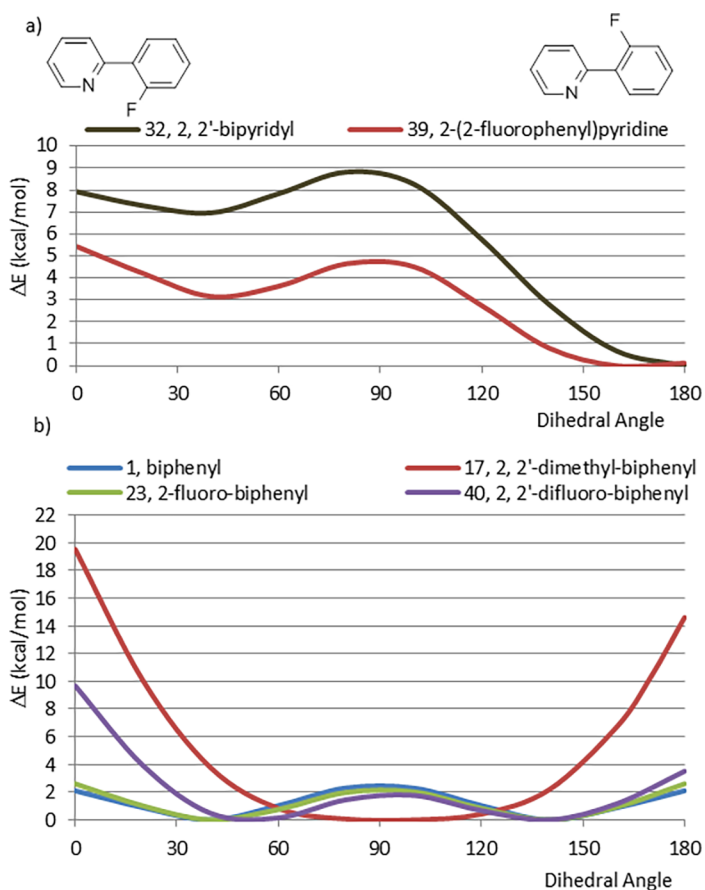 a)
F
N
F
N
32, 2, 2'-bipyridyl
39, 2-(2-fluorophenyl)pyridine
10
9
8
7
6
5
4
3
2
1
0
ΔE (kcal/mol)
0 30 60 90 120 150 180
Dihedral Angle
b)
1, biphenyl
17, 2, 2'-dimethyl-biphenyl
23, 2-fluoro-biphenyl
40, 2, 2'-difluoro-biphenyl
22
20
18
16
14
12
10
8
6
4
2
0
ΔE (kcal/mol)
0 30 60 90 120 150 180
Dihedral Angle